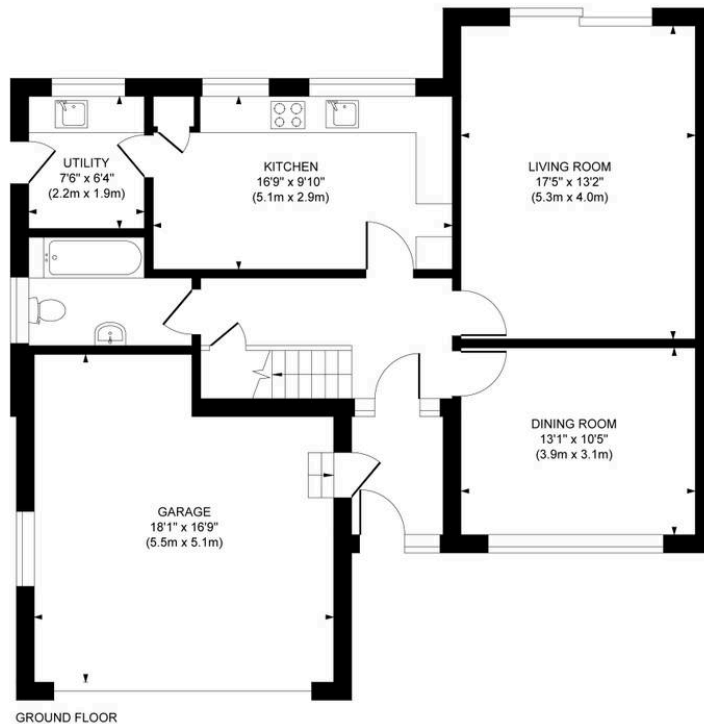 UTILITY
7'6" x 6'4"
(2.2m x 1.9m)
KITCHEN
16'9" x 9'10"
(5.1m x 2.9m)
LIVING ROOM
17'5" x 13'2"
(5.3m x 4.0m)
DINING ROOM
13'1" x 10'5"
(3.9m x 3.1m)
GARAGE
18'1" x 16'9"
(5.5m x 5.1m)
GROUND FLOOR